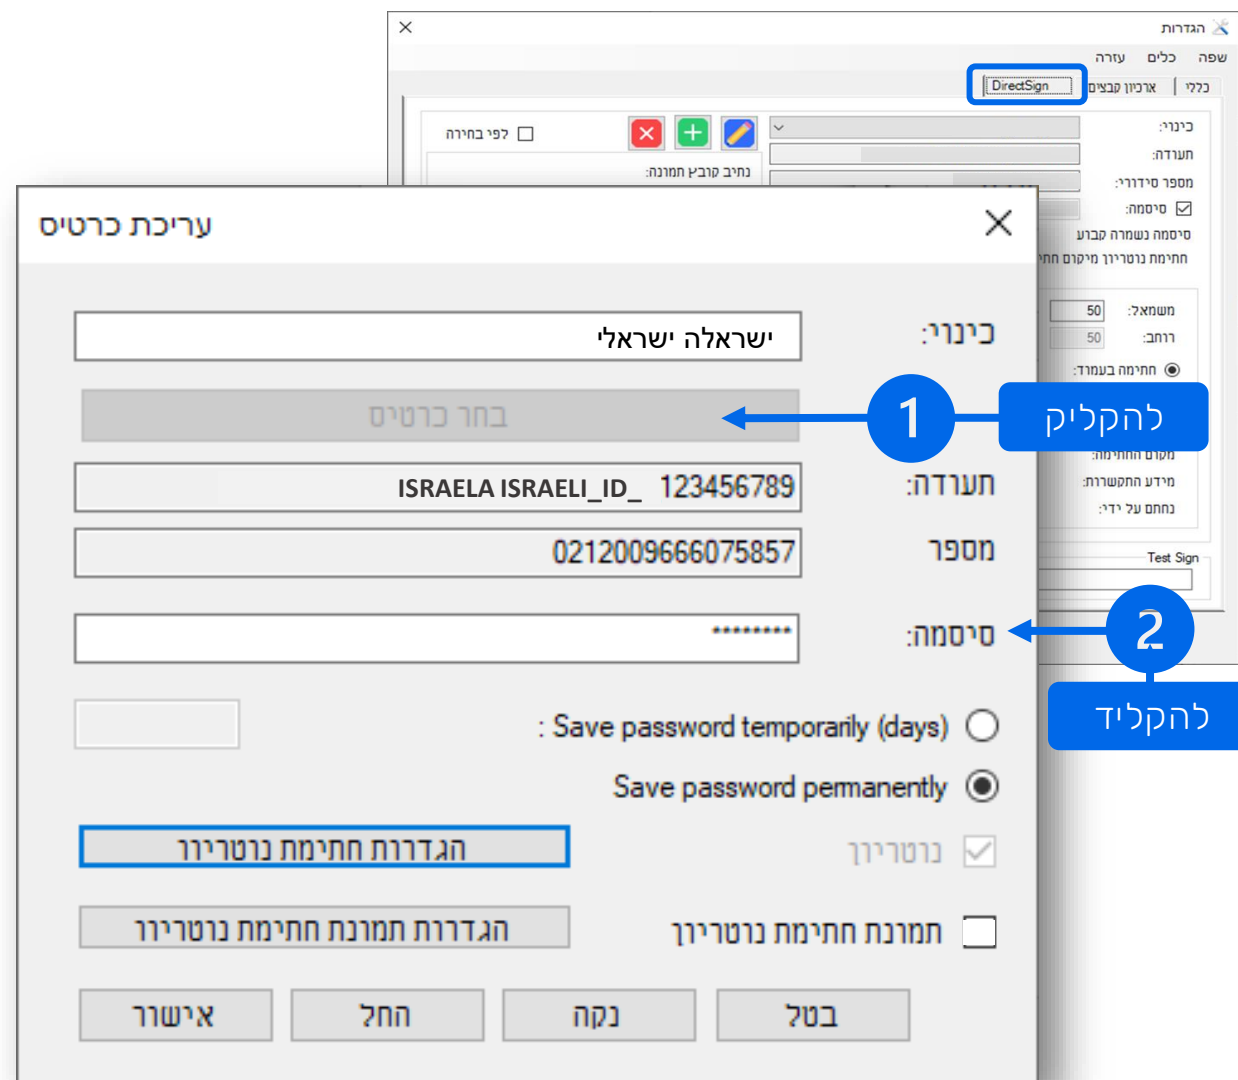 הגדרות
שפה כלים עזרה
כללי ארכיון קבצים DirectSign
כינוי:
לפי בחירה
תעודה:
נתיב קובץ תמונה:
מספר סידורי:
סיסמה:
סיסמה נשמרה קבוע
חתימת נוטריון מיקום
משמאל: 50
רוחב: 50
חתימה בעמוד:
מקום החתימה:
מידע התקשרות:
נחתם על ידי:
Test Sign
עריכת כרטיס
כינוי: ישראלה ישראלי
בחר כרטיס
1 להקליק
תעודה: ISRAELA ISRAELI_ID_ 123456789
מספר 0212009666075857
סיסמה: ********
2
להקליד
: Save password temporarily (days)
Save password permanently
נוטריון הגדרות חתימת נוטריון
תמונת חתימת נוטריון הגדרות תמונת חתימת נוטריון
בטל נקה החל אישור